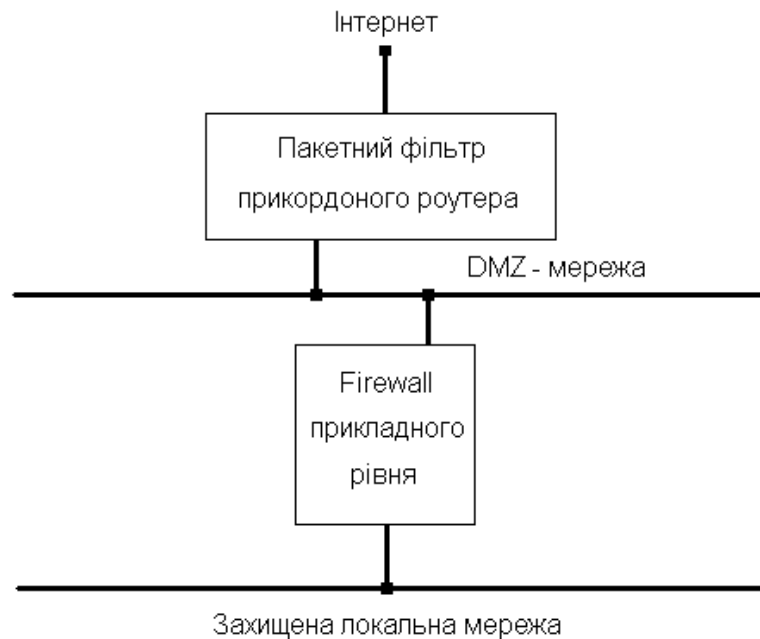 Інтернет
Пакетний фільтр
прикордоного роутера
DMZ - мережа
Firewall
прикладного
рівня
Захищена локальна мережа